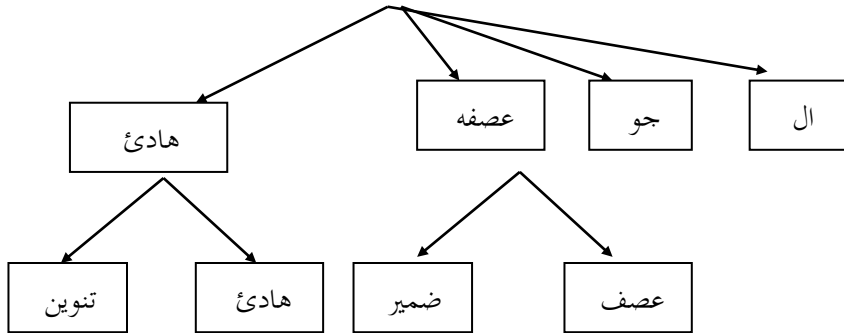 ال
جو
عصفه
هادئ
عصف
ضمير
هادئ
تنوين